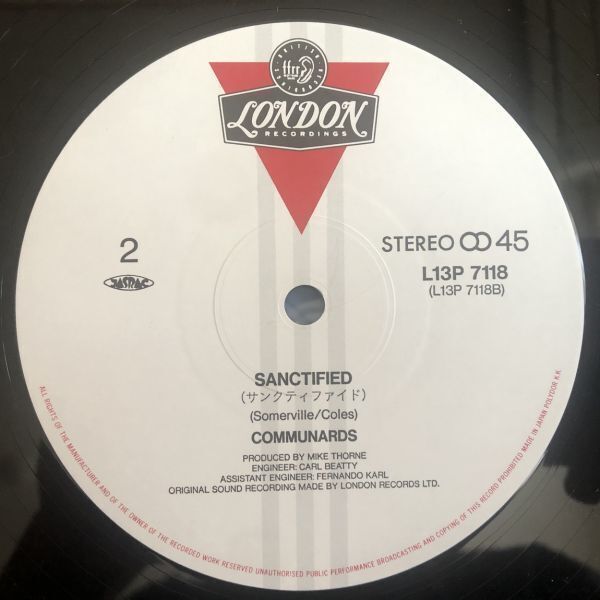 BRITISH RECORDINGS
ffrr
LONDON
RECORDINGS
2
STEREO 45
JASRAC
L13P 7118
(L13P 7118B)
SANCTIFIED
(サンクティファイド)
(Somerville/Coles)
COMMUNARDS
PRODUCED BY MIKE THORNE
ENGINEER: CARL BEATTY
ASSISTANT ENGINEER: FERNANDO KARL
ORIGINAL SOUND RECORDING MADE BY LONDON RECORDS LTD.
ALL RIGHTS OF THE MANUFACTURER AND OF THE OWNER OF THE RECORDED WORK RESERVED UNAUTHORISED PUBLIC PERFORMANCE BROADCASTING AND COPYING OF THIS RECORD PROHIBITED MADE IN JAPAN POLYDOR K.K.